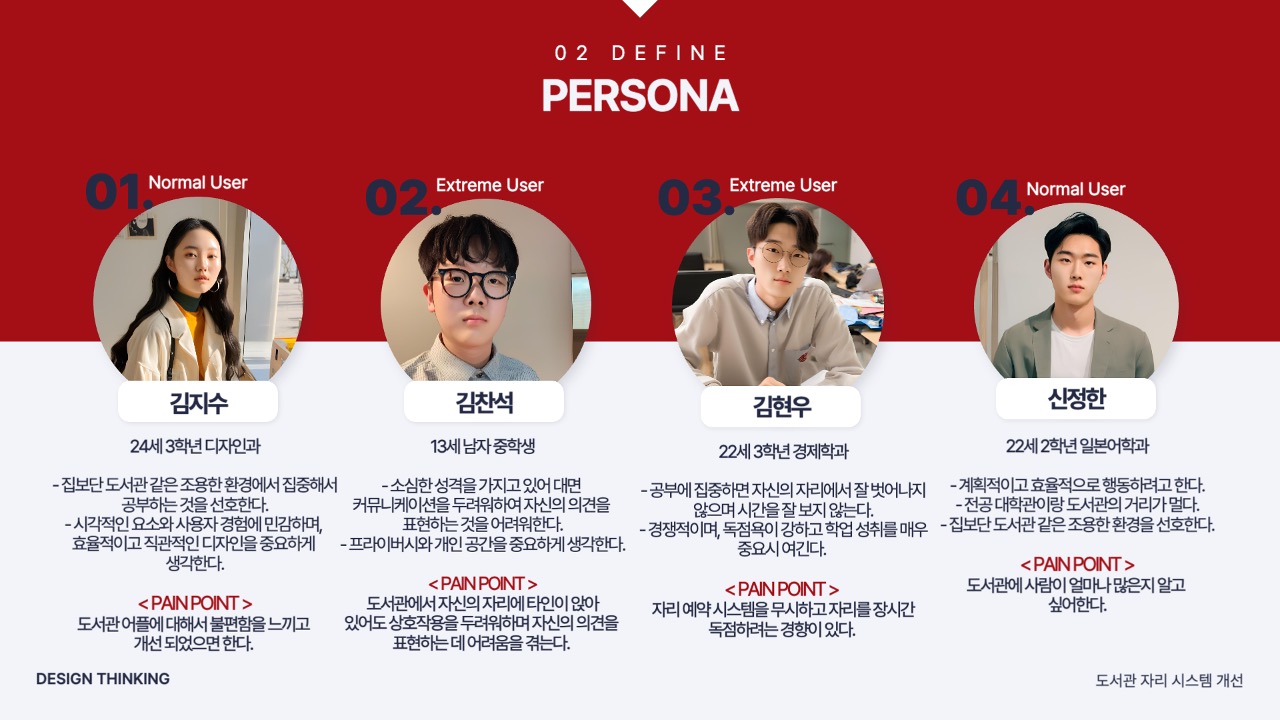 02 DEFINE
PERSONA
01.
Normal User
김지수
24세 3학년 디자인과
- 집보단 도서관 같은 조용한 환경에서 집중해서
공부하는 것을 선호한다.
- 시각적인 요소와 사용자 경험에 민감하며,
효율적이고 직관적인 디자인을 중요하게
생각한다.
< PAIN POINT >
도서관 어플에 대해서 불편함을 느끼고
개선 되었으면 한다.
02.
Extreme User
김찬석
13세 남자 중학생
- 소심한 성격을 가지고 있어 대면
커뮤니케이션을 두려워하여 자신의 의견을
표현하는 것을 어려워한다.
- 프라이버시와 개인 공간을 중요하게 생각한다.
< PAIN POINT >
도서관에서 자신의 자리에 타인이 앉아
있어도 상호작용을 두려워하며 자신의 의견을
표현하는 데 어려움을 겪는다.
03.
Extreme User
김현우
22세 3학년 경제학과
- 공부에 집중하면 자신의 자리에서 잘 벗어나지
않으며 시간을 잘 보지 않는다.
- 경쟁적이며, 독점욕이 강하고 학업 성취를 매우
중요시 여긴다.
< PAIN POINT >
자리 예약 시스템을 무시하고 자리를 장시간
독점하려는 경향이 있다.
04.
Normal User
신정한
22세 2학년 일본어학과
- 계획적이고 효율적으로 행동하려고 한다.
- 전공 대학관이랑 도서관의 거리가 멀다.
- 집보단 도서관 같은 조용한 환경을 선호한다.
< PAIN POINT >
도서관에 사람이 얼마나 많은지 알고
싶어한다.
DESIGN THINKING
도서관 자리 시스템 개선